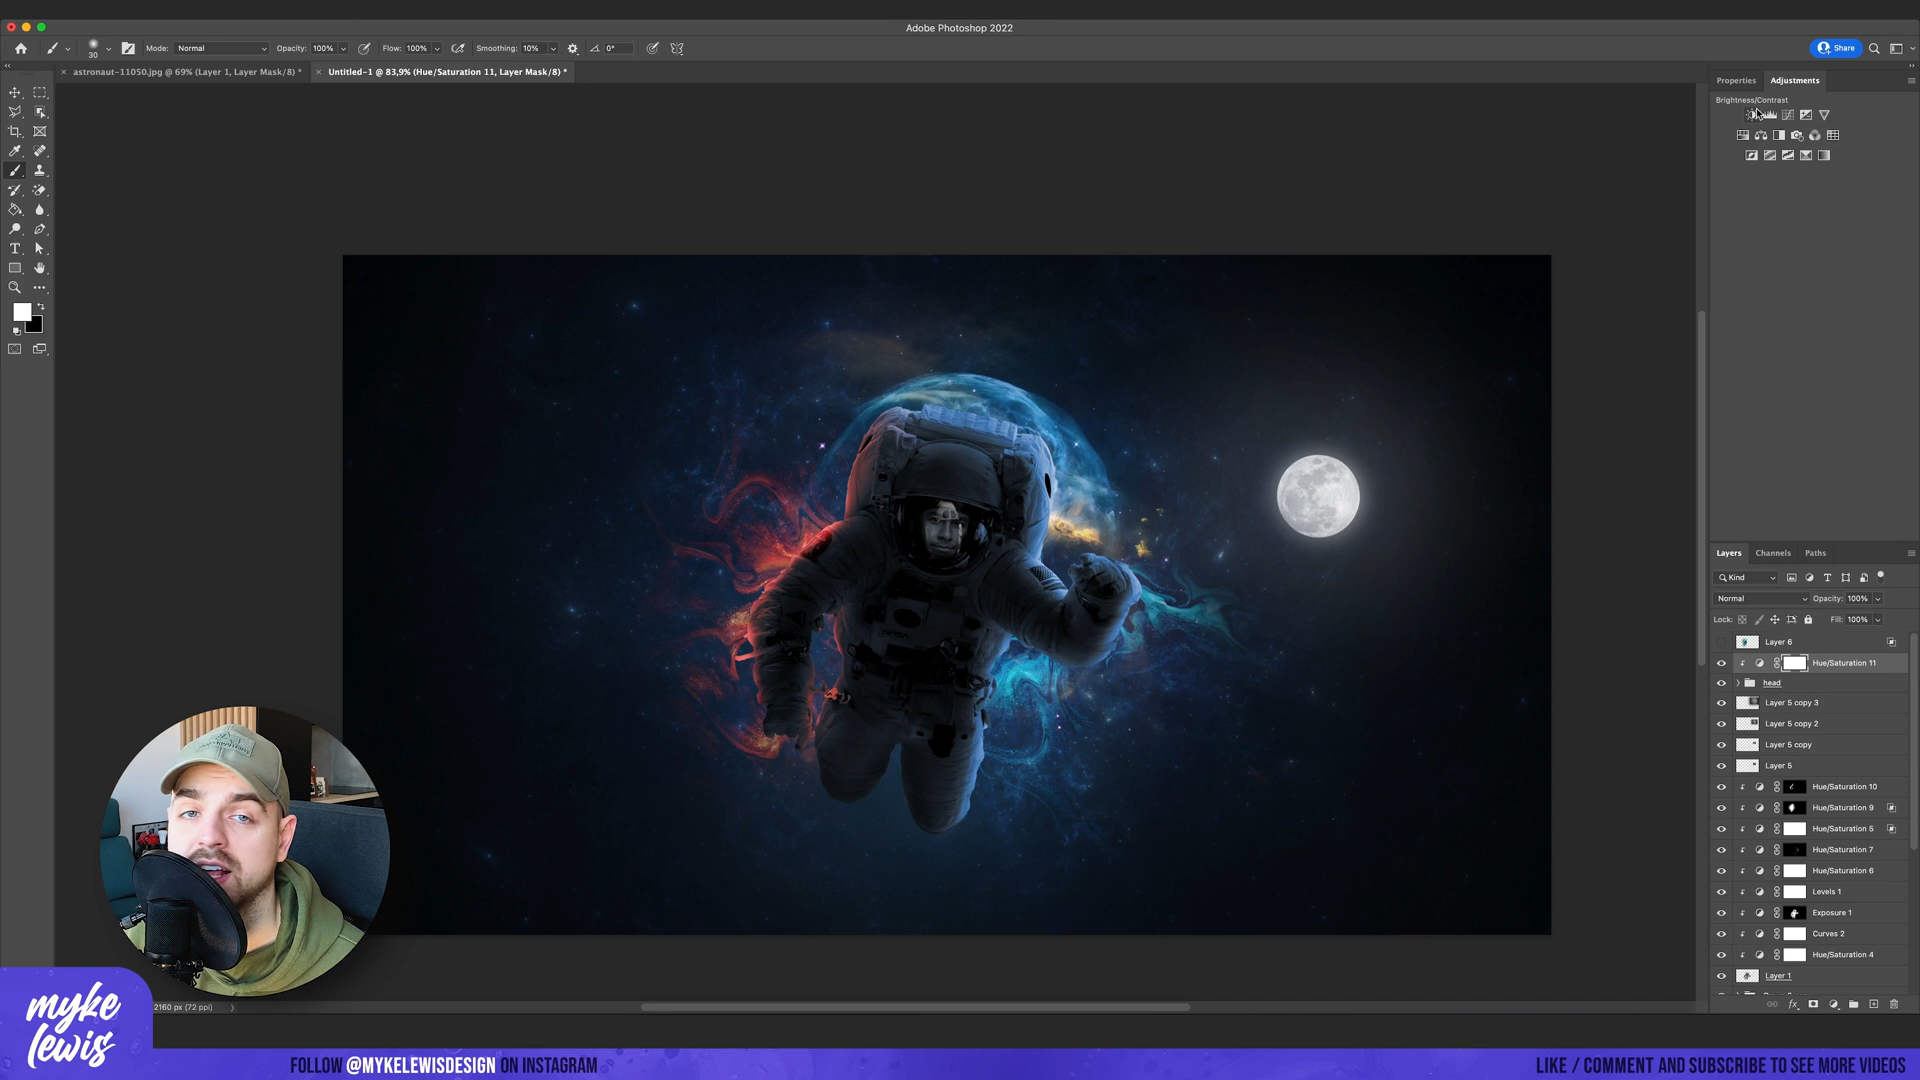 Adobe Photoshop 2022
30
Mode: Normal
Opacity: 100%
Flow: 100%
Smoothing: 10%
0°
Share
astronaut-11050.jpg @ 69% (Layer 1, Layer Mask/8) *
Untitled-1 @ 83,9% (Hue/Saturation 11, Layer Mask/8) *
Properties
Adjustments
Brightness/Contrast
Layers
Channels
Paths
Kind
Normal
Opacity: 100%
Lock:
Fill: 100%
Layer 6
Hue/Saturation 11
head
Layer 5 copy 3
Layer 5 copy 2
Layer 5 copy
Layer 5
Hue/Saturation 10
Hue/Saturation 9
Hue/Saturation 5
Hue/Saturation 7
Hue/Saturation 6
Levels 1
Exposure 1
Curves 2
Hue/Saturation 4
Layer 1
2160 px (72 ppi)
myke
lewis
FOLLOW @MYKELEWISDESIGN ON INSTAGRAM
LIKE / COMMENT AND SUBSCRIBE TO SEE MORE VIDEOS